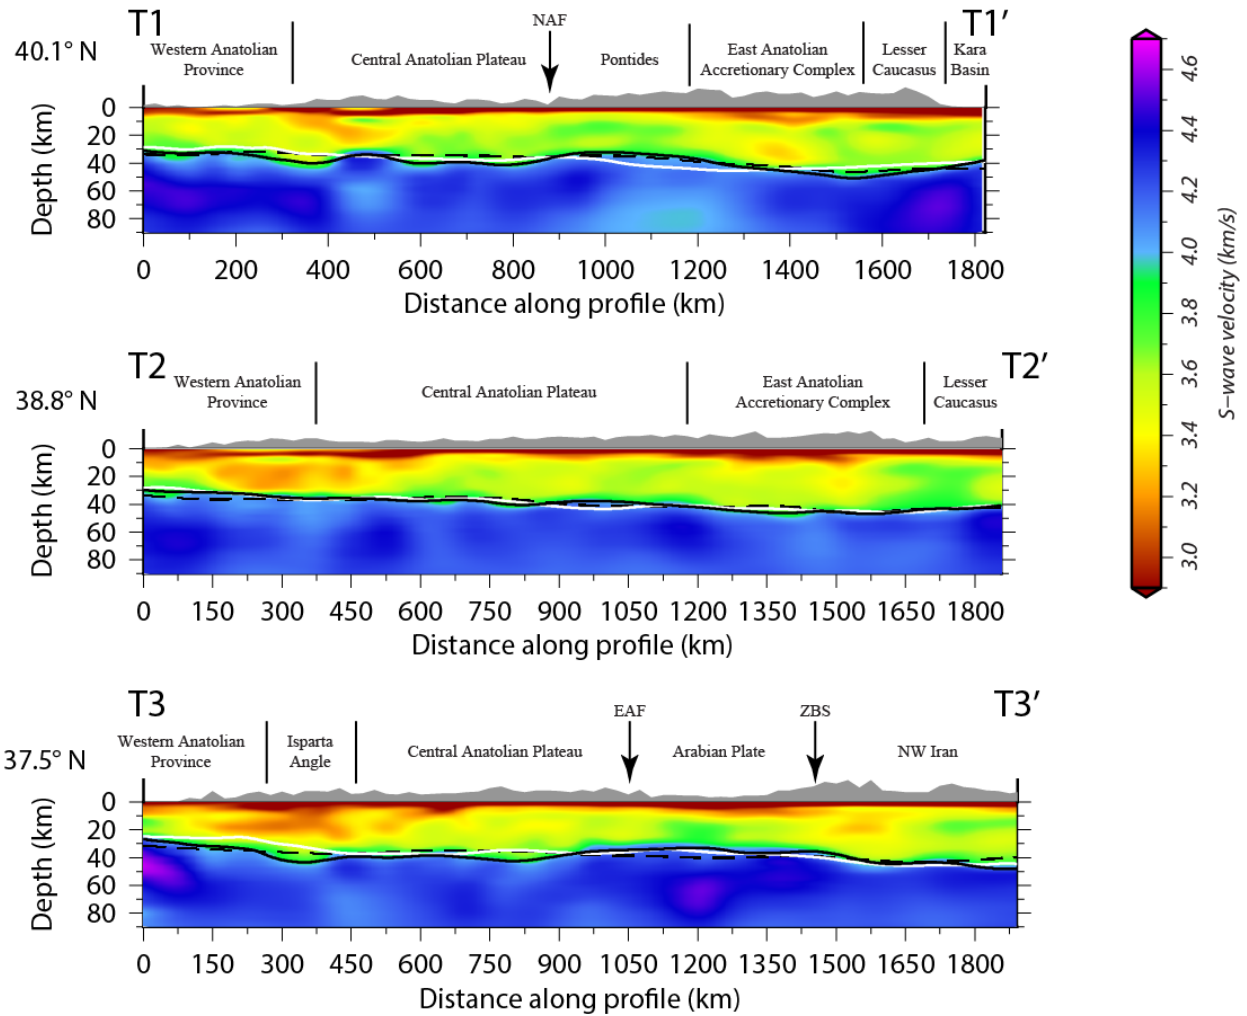 T1
NAF
T1′
40.1° N
Western Anatolian
Province
Central Anatolian Plateau
Pontides
East Anatolian
Accretionary Complex
Lesser
Caucasus
Kara
Basin
Depth (km)
0
20
40
60
80
0 200 400 600 800 1000 1200 1400 1600 1800
Distance along profile (km)
T2
T2′
38.8° N
Western Anatolian
Province
Central Anatolian Plateau
East Anatolian
Accretionary Complex
Lesser
Caucasus
Depth (km)
0
20
40
60
80
0 150 300 450 600 750 900 1050 1200 1350 1500 1650 1800
Distance along profile (km)
T3
EAF
ZBS
T3′
37.5° N
Western Anatolian
Province
Isparta
Angle
Central Anatolian Plateau
Arabian Plate
NW Iran
Depth (km)
0
20
40
60
80
0 150 300 450 600 750 900 1050 1200 1350 1500 1650 1800
Distance along profile (km)
4.6
4.4
4.2
4.0
3.8
3.6
3.4
3.2
3.0
S−wave velocity (km/s)